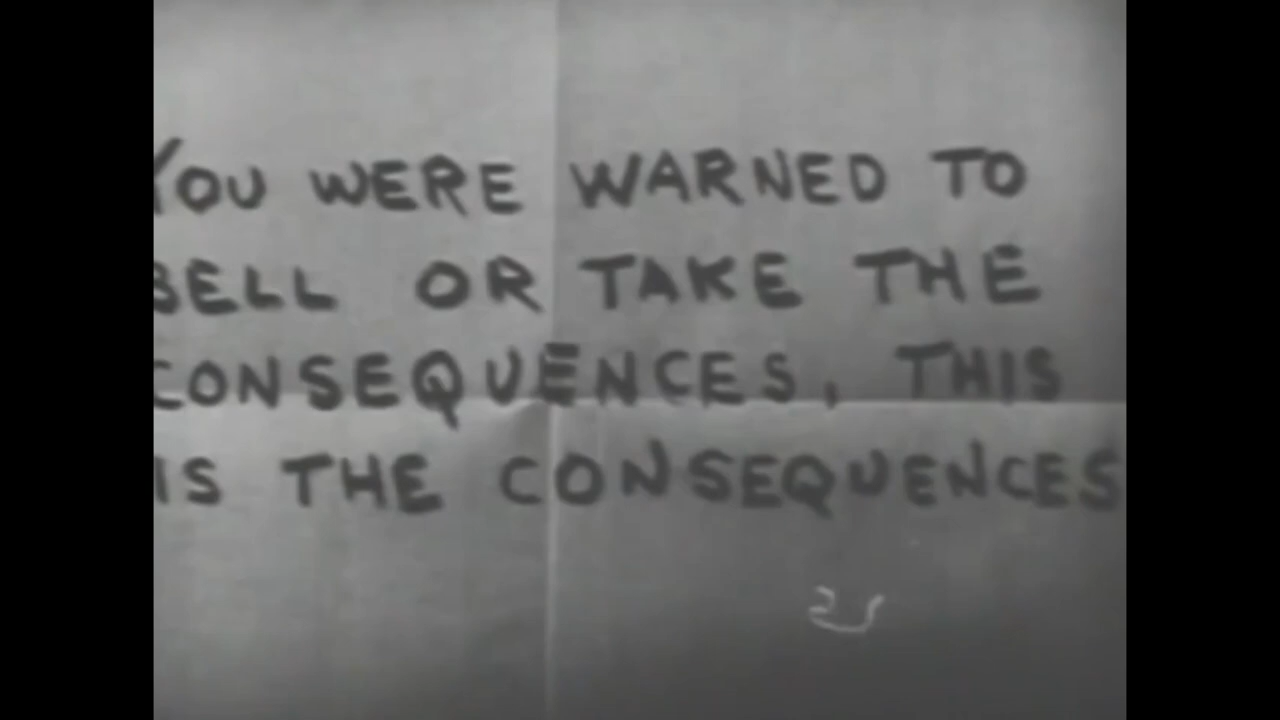 YOU WERE WARNED TO
SELL OR TAKE THE
CONSEQUENCES, THIS
IS THE CONSEQUENCES